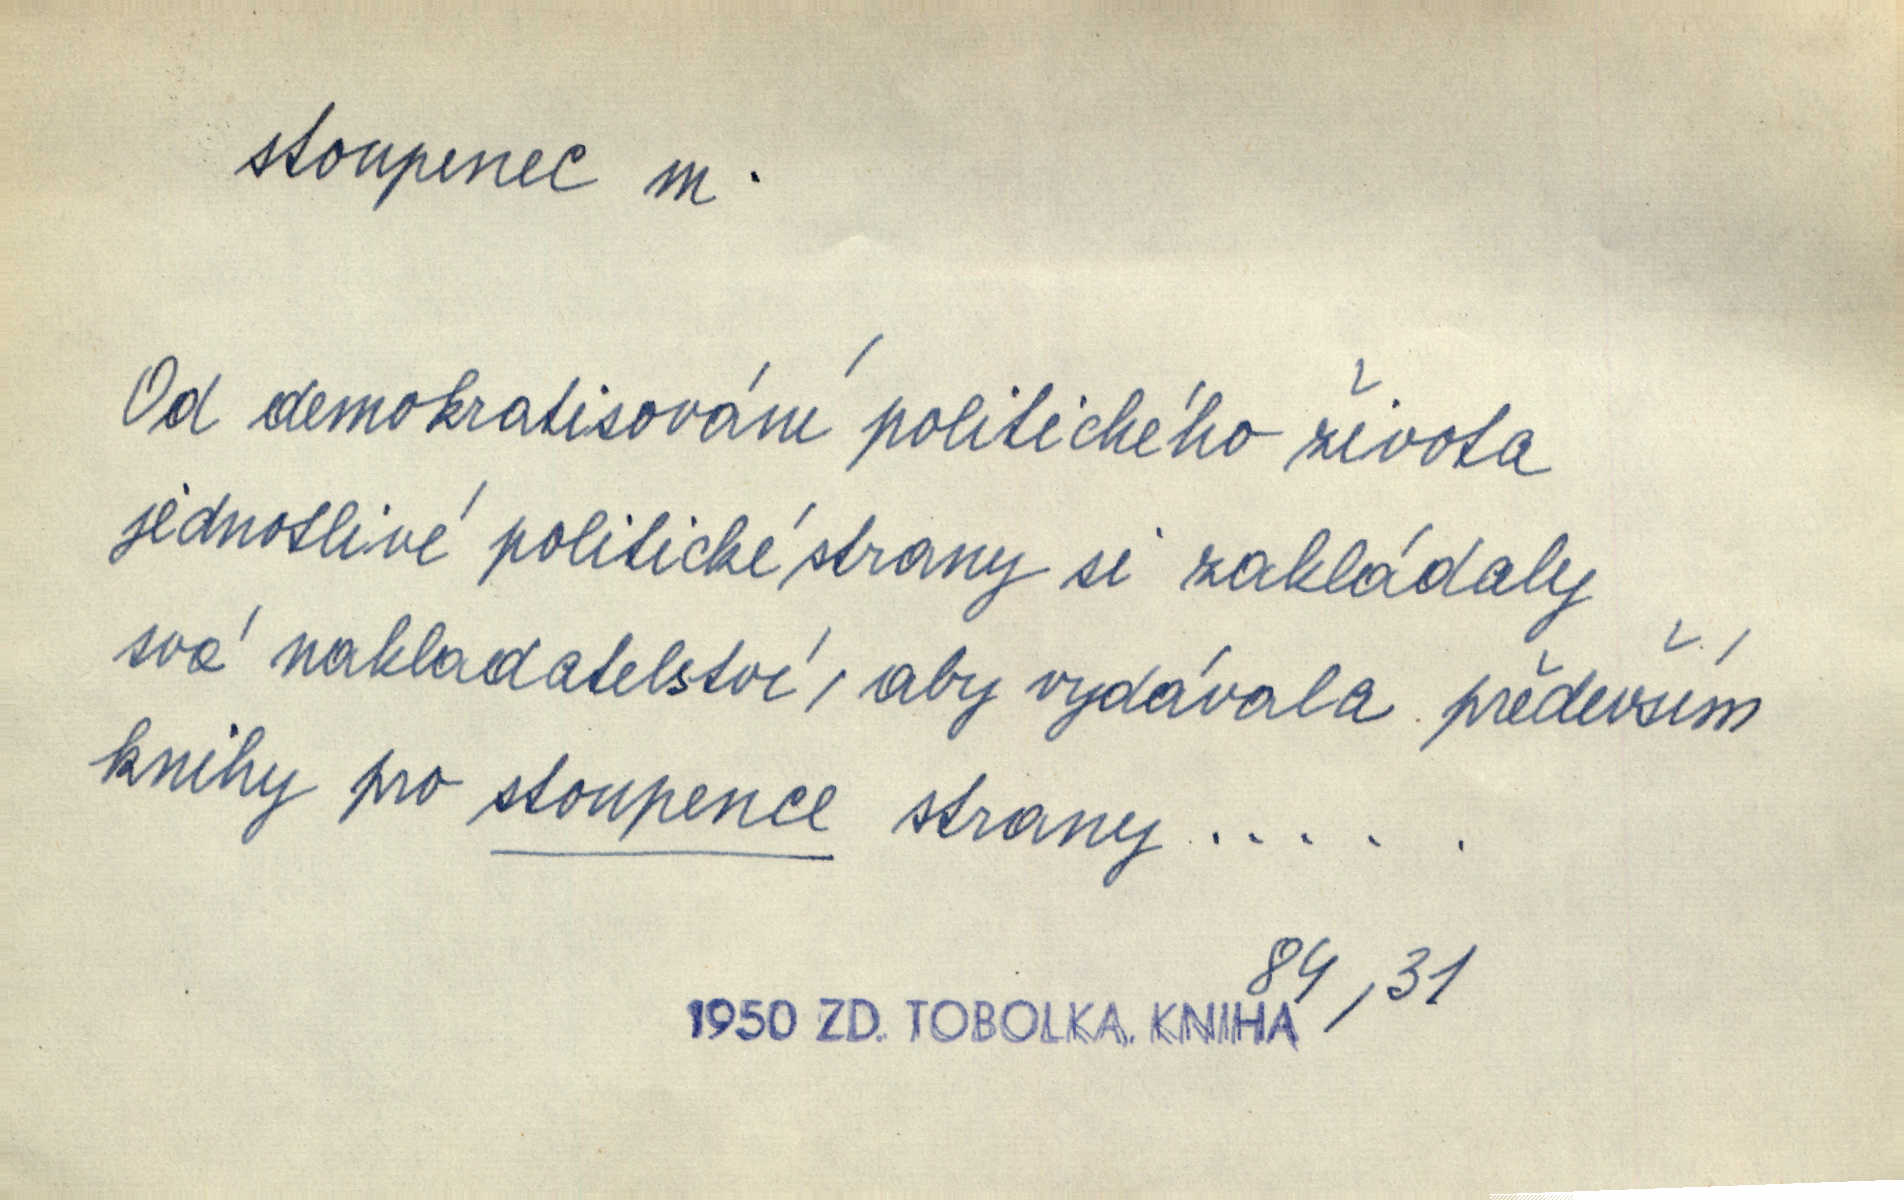 stoupenec m.
Od demokratisování politického života
jednotlivé politické strany si zakládaly
svá nakladatelství, aby vydávala především
knihy pro stoupence strany.....
84,31
1950 ZD. TOBOLKA. KNIHA